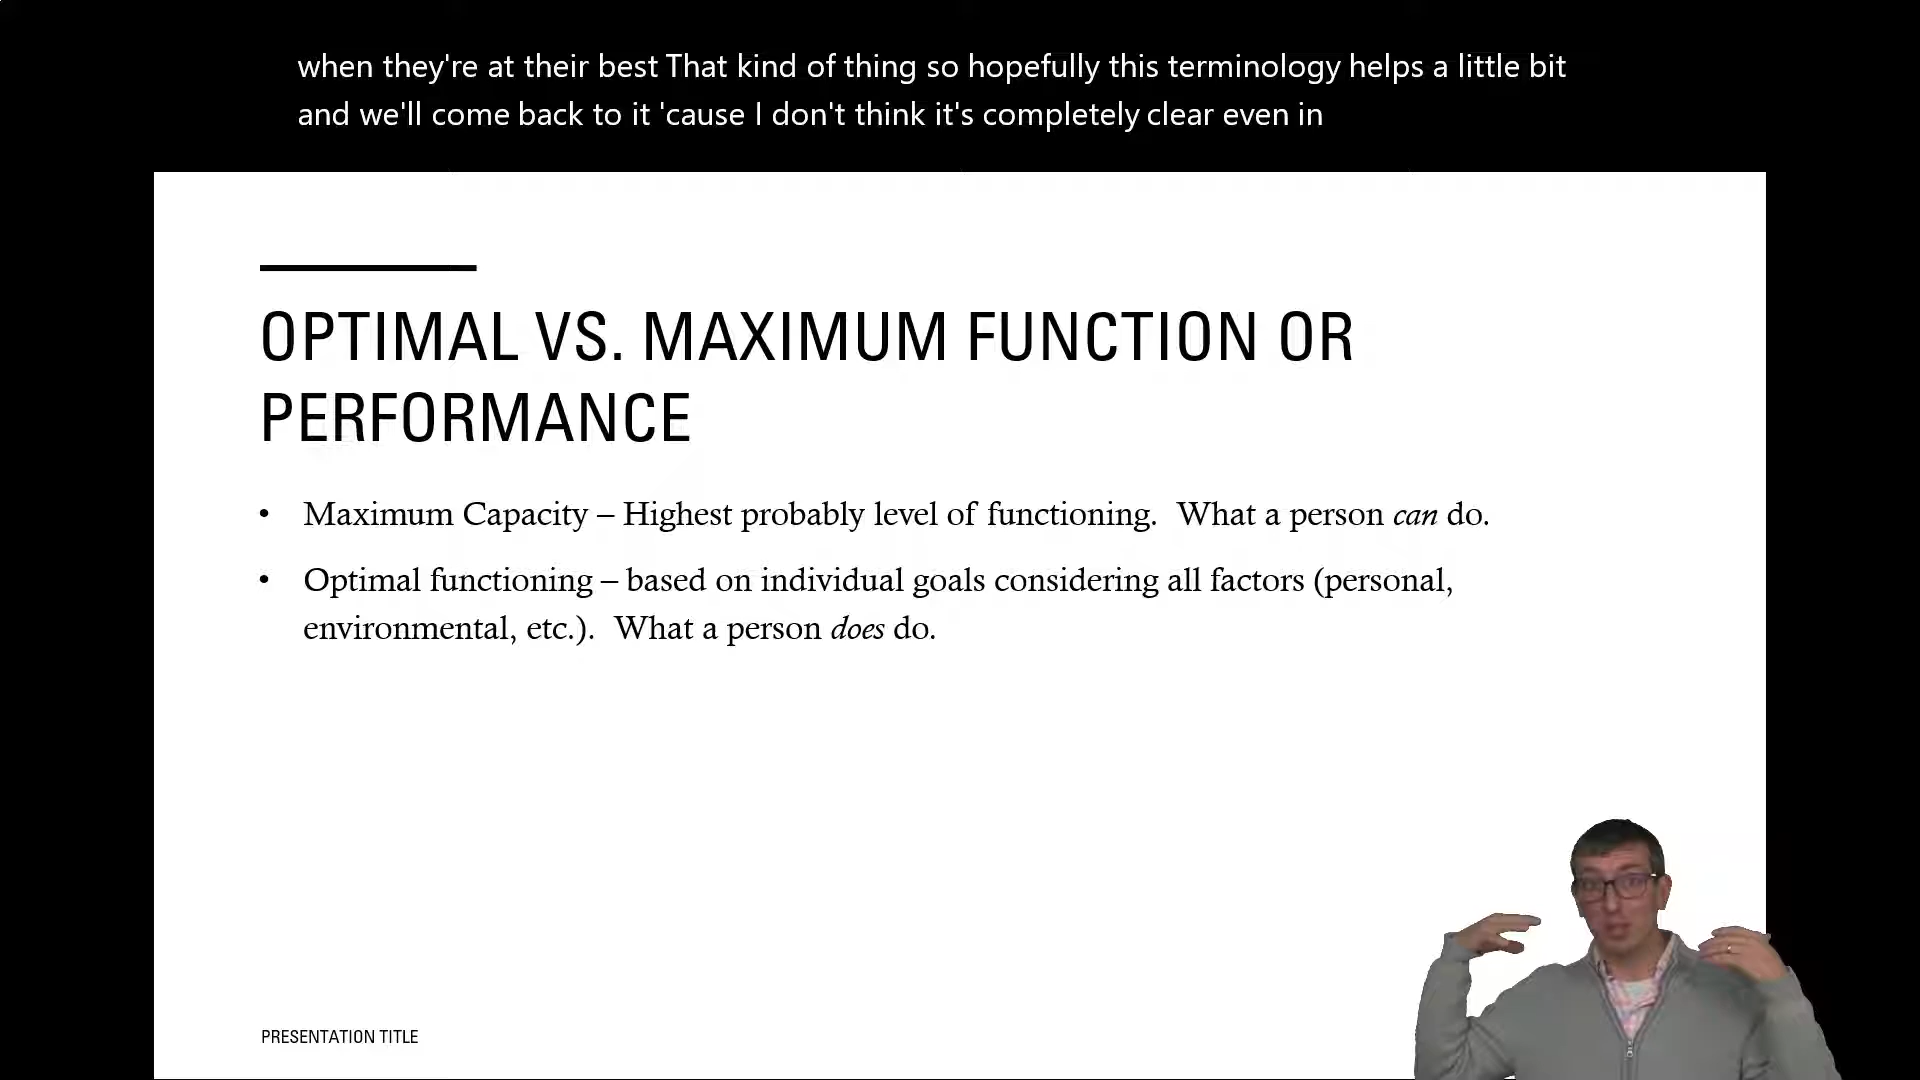 when they're at their best That kind of thing so hopefully this terminology helps a little bit
and we'll come back to it 'cause I don't think it's completely clear even in
OPTIMAL VS. MAXIMUM FUNCTION OR
PERFORMANCE
• Maximum Capacity – Highest probably level of functioning.  What a person can do.
• Optimal functioning – based on individual goals considering all factors (personal,
environmental, etc.).  What a person does do.
PRESENTATION TITLE